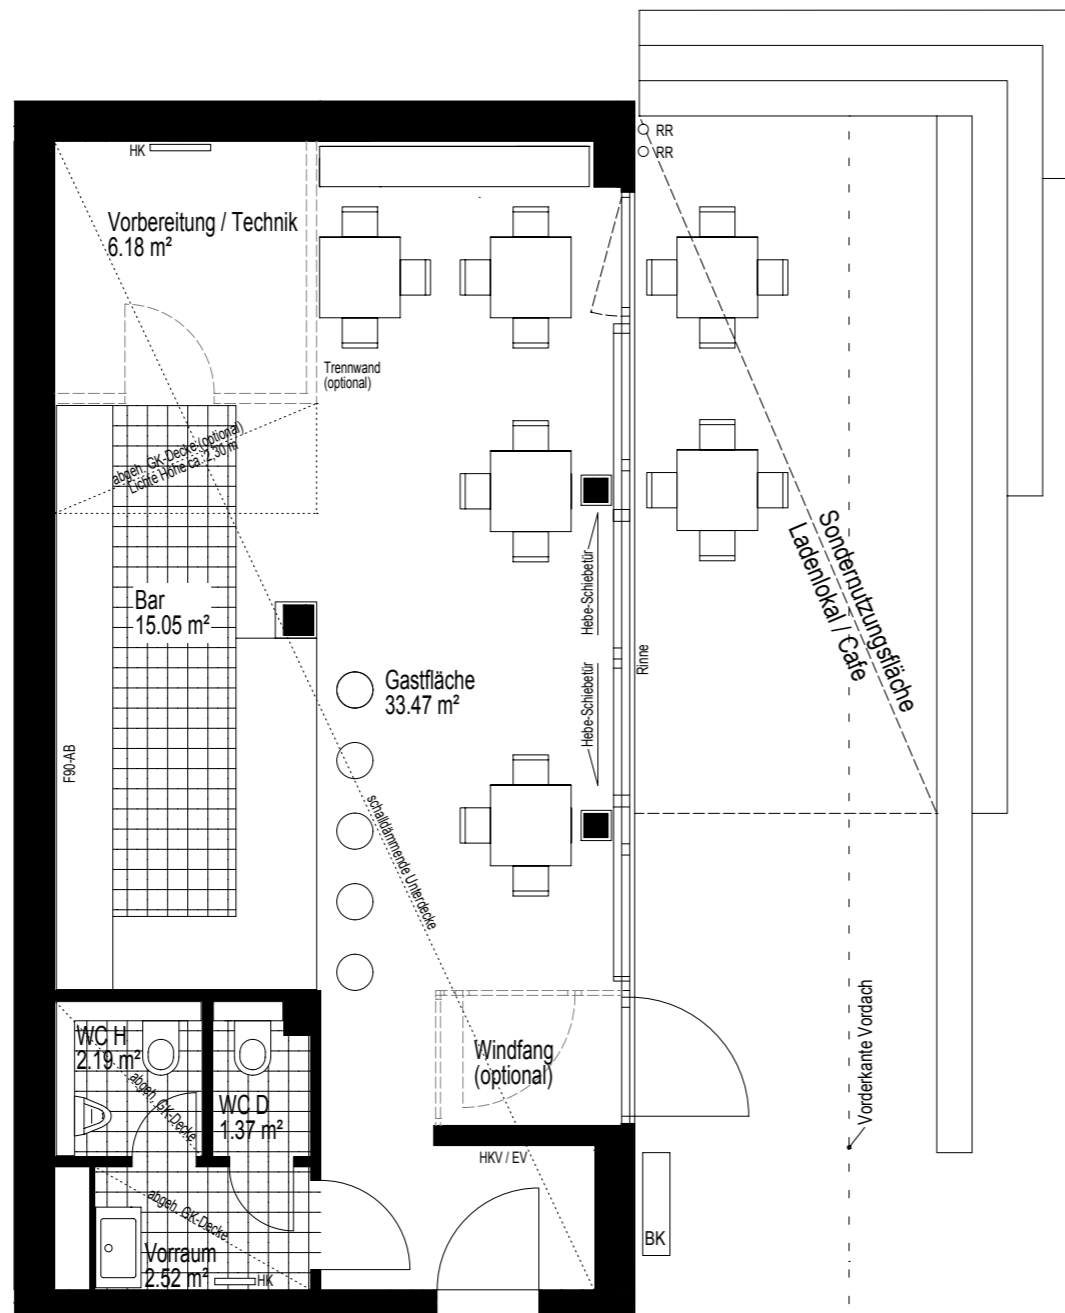 RR
RR
HK
Vorbereitung / Technik
6.18 m²
Trennwand
(optional)
abgeh. GK-Decke (optional)
Lichte Höhe ca. 2,30 m
Hebe-Schiebetür
Sondernutzungsfläche
Ladenlokal / Cafe
Bar
15.05 m²
Rinne
Gastfläche
33.47 m²
Hebe-Schiebetür
F90-AB
schalldämmende Unterdecke
Vorderkante Vordach
WC H
2.19 m²
abgeh. GK-Decke
Windfang
(optional)
WC D
1.37 m²
HKV / EV
abgeh. GK-Decke
BK
Vorraum
2.52 m²
HK